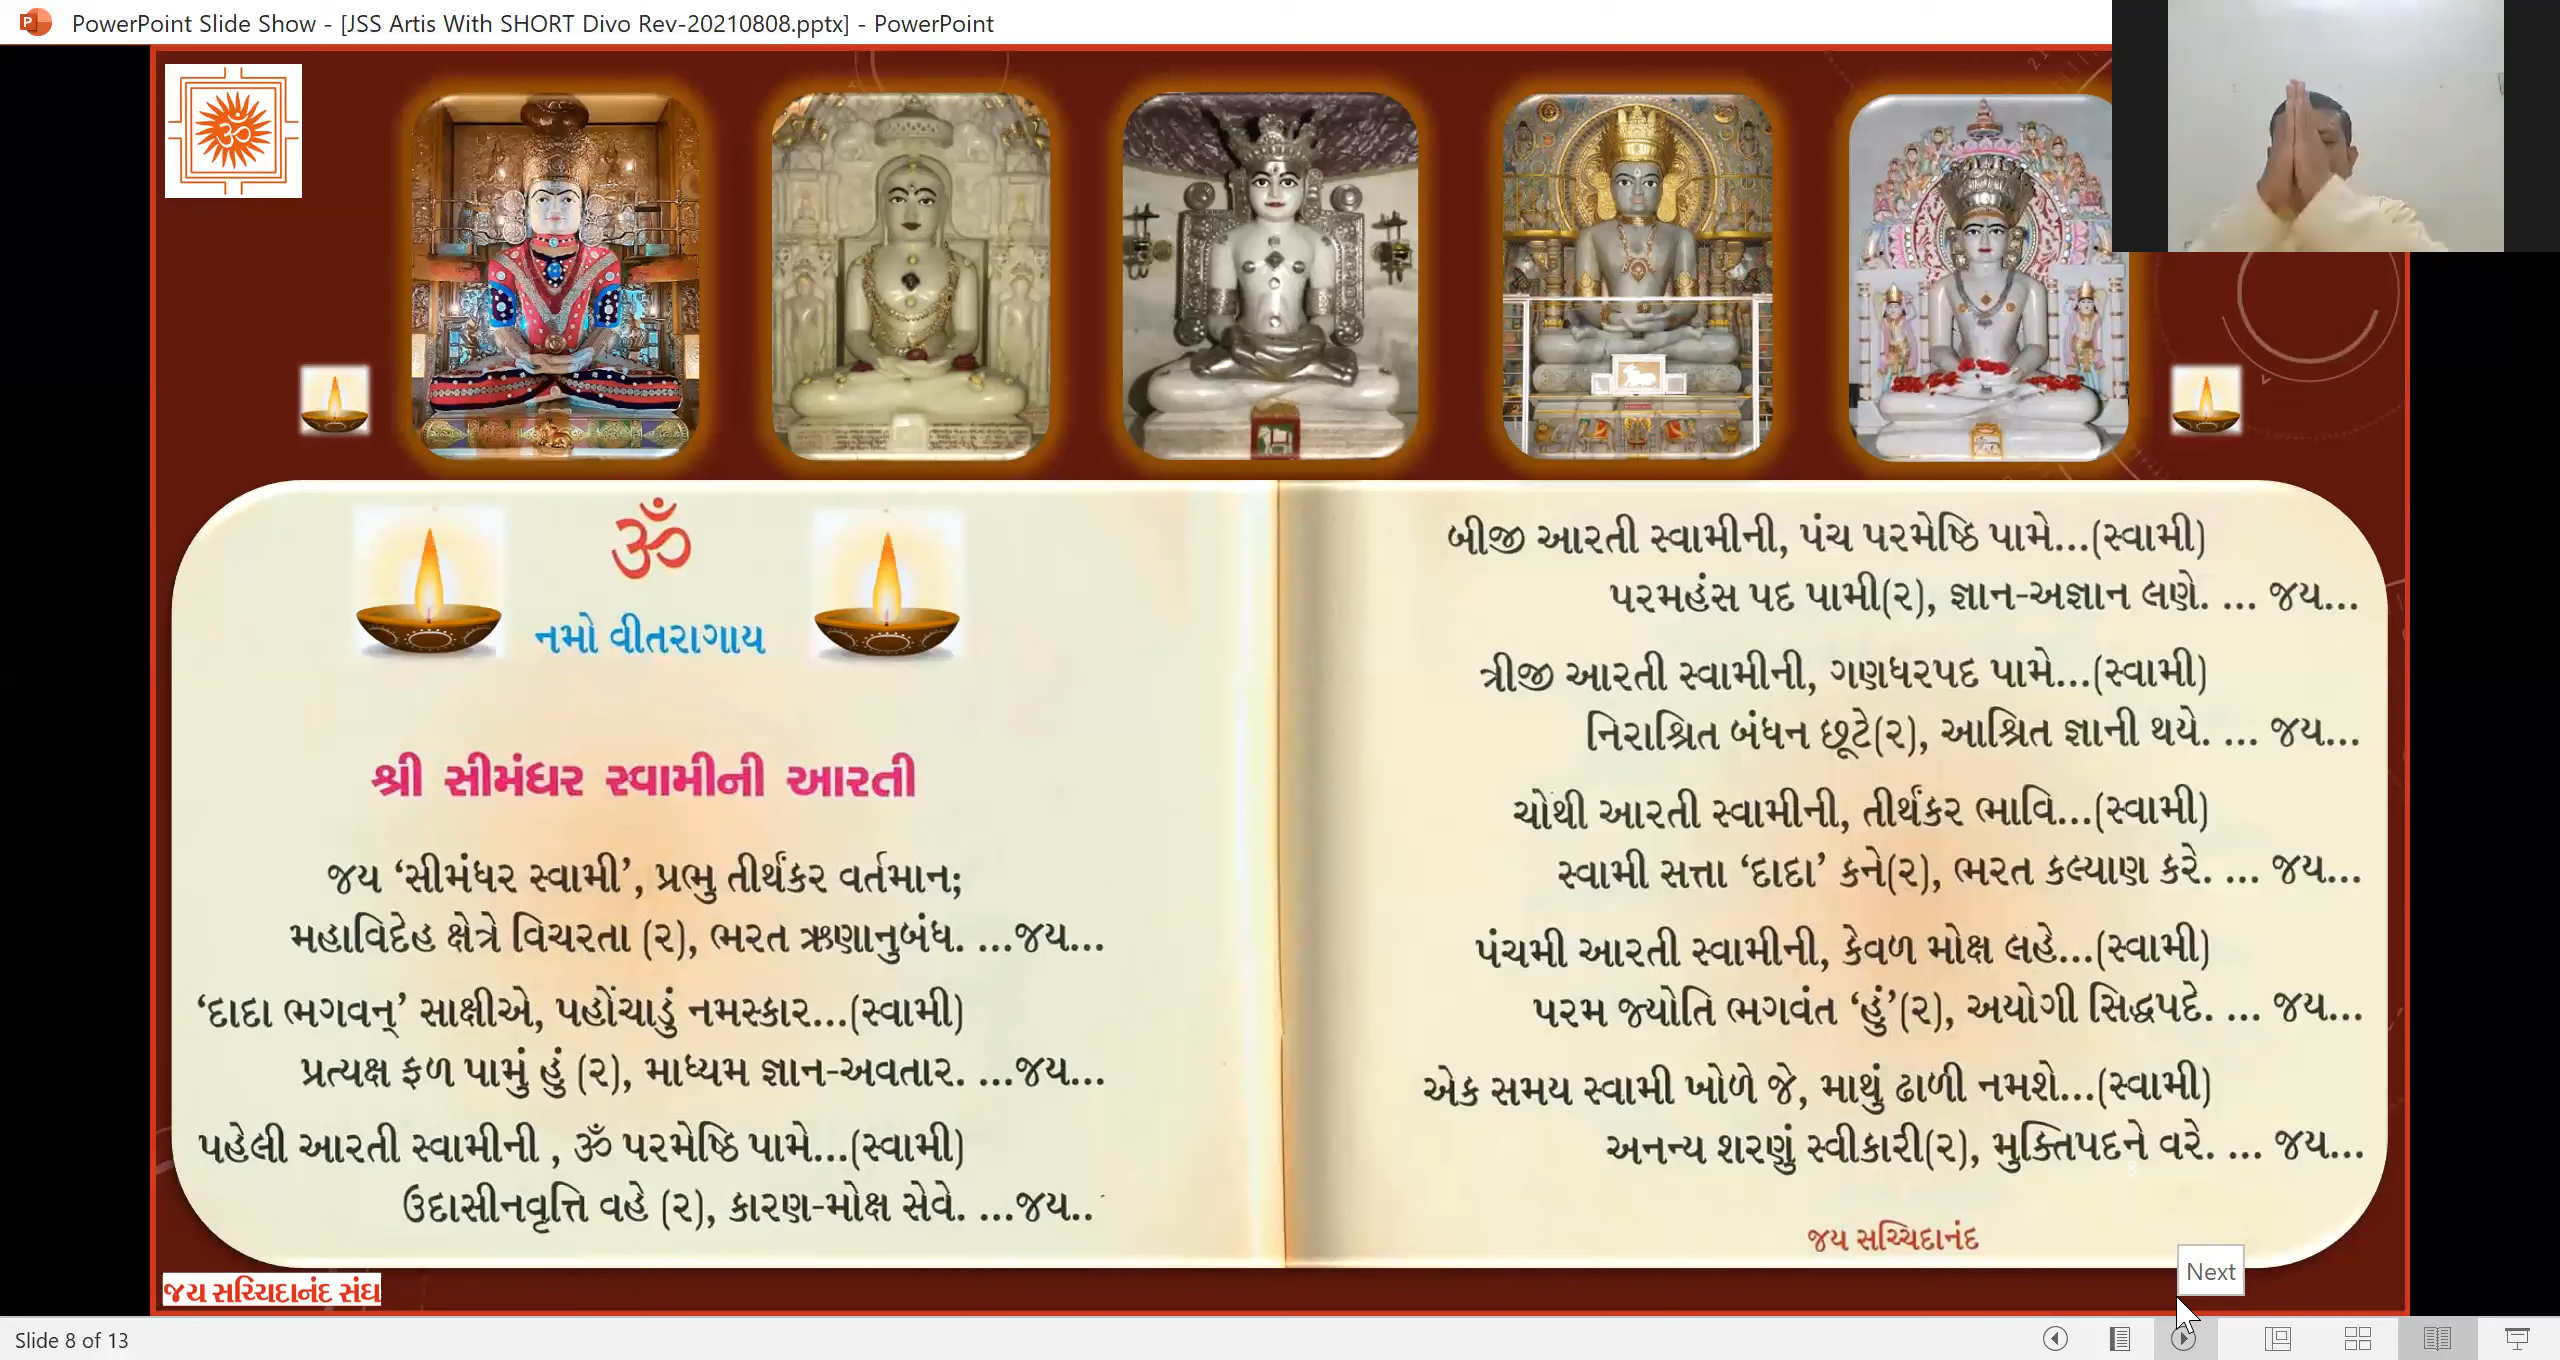 PowerPoint Slide Show - [JSS Artis With SHORT Divo Rev-20210808.pptx] - PowerPoint
ૐ
નમો વીતરાગાય
શ્રી સીમંધર સ્વામીની આરતી
જય ‘સીમંધર સ્વામી’, પ્રભુ તીર્થંકર વર્તમાન;
મહાવિદેહ ક્ષેત્રે વિચરતા (૨), ભરત ઋણાનુબંધ. ...જય...
‘દાદા ભગવન્’ સાક્ષીએ, પહોંચાડું નમસ્કાર...(સ્વામી)
પ્રત્યક્ષ ફળ પામું હું (૨), માધ્યમ જ્ઞાન-અવતાર. ...જય...
પહેલી આરતી સ્વામીની , ૐ પરમેષ્ઠિ પામે...(સ્વામી)
ઉદાસીનવૃત્તિ વહે (૨), કારણ-મોક્ષ સેવે. ...જય..
બીજી આરતી સ્વામીની, પંચ પરમેષ્ઠિ પામે...(સ્વામી)
પરમહંસ પદ પામી(૨), જ્ઞાન-અજ્ઞાન લણે. ... જય...
ત્રીજી આરતી સ્વામીની, ગણધરપદ પામે...(સ્વામી)
નિરાશ્રિત બંધન છૂટે(૨), આશ્રિત જ્ઞાની થયે. ... જય...
ચોથી આરતી સ્વામીની, તીર્થંકર ભાવિ...(સ્વામી)
સ્વામી સત્તા ‘દાદા’ કને(૨), ભરત કલ્યાણ કરે. ... જય...
પંચમી આરતી સ્વામીની, કેવળ મોક્ષ લહે...(સ્વામી)
પરમ જ્યોતિ ભગવંત ‘હું’(૨), અયોગી સિદ્ધપદે. ... જય...
એક સમય સ્વામી ખોળે જે, માથું ઢાળી નમશે...(સ્વામી)
અનન્ય શરણું સ્વીકારી(૨), મુક્તિપદને વરે. ... જય...
જય સચ્ચિદાનંદ
Next
જય સચ્ચિદાનંદ સંઘ
Slide 8 of 13